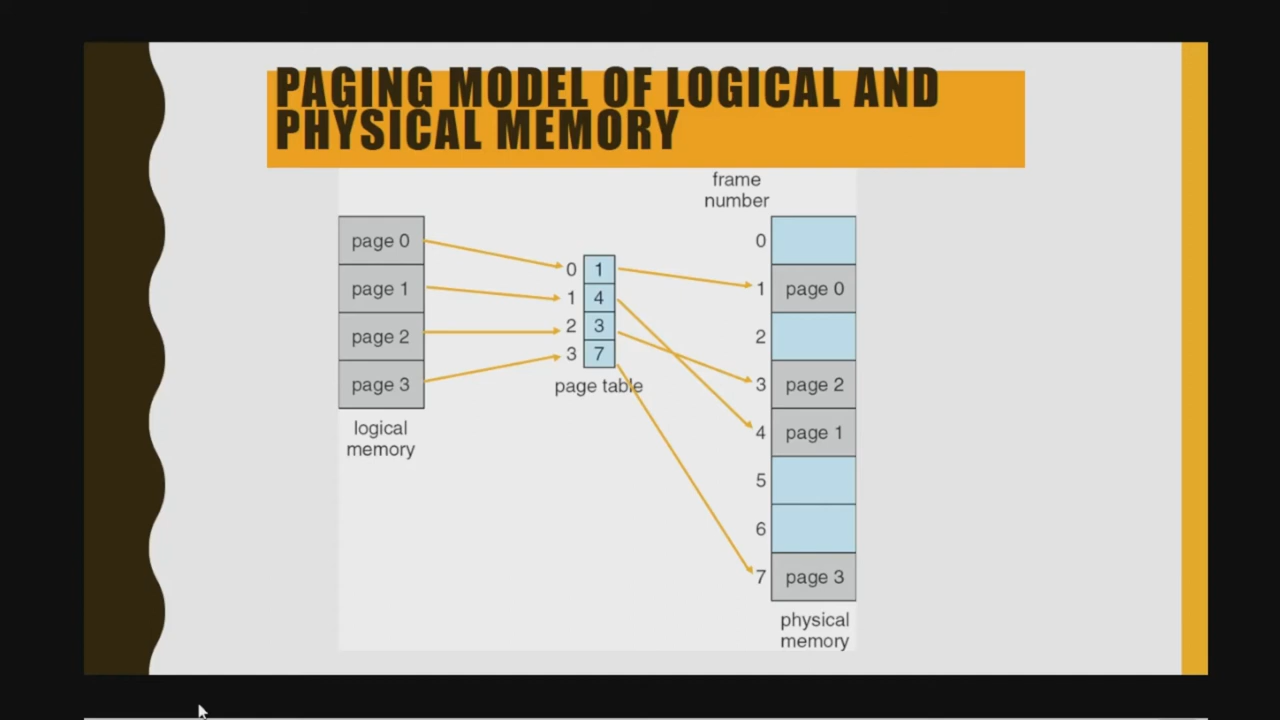 PAGING MODEL OF LOGICAL AND
PHYSICAL MEMORY
page 0
page 1
page 2
page 3
logical
memory
0 1
1 4
2 3
3 7
page table
frame
number
0
1 page 0
2
3 page 2
4 page 1
5
6
7 page 3
physical
memory